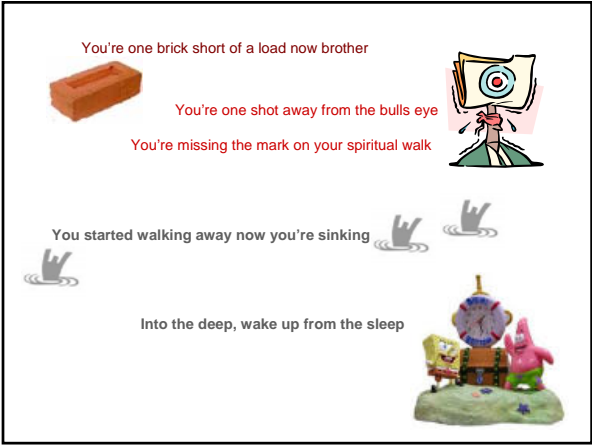 You're one brick short of a load now brother
You're one shot away from the bulls eye
You're missing the mark on your spiritual walk
You started walking away now you're sinking
Into the deep, wake up from the sleep